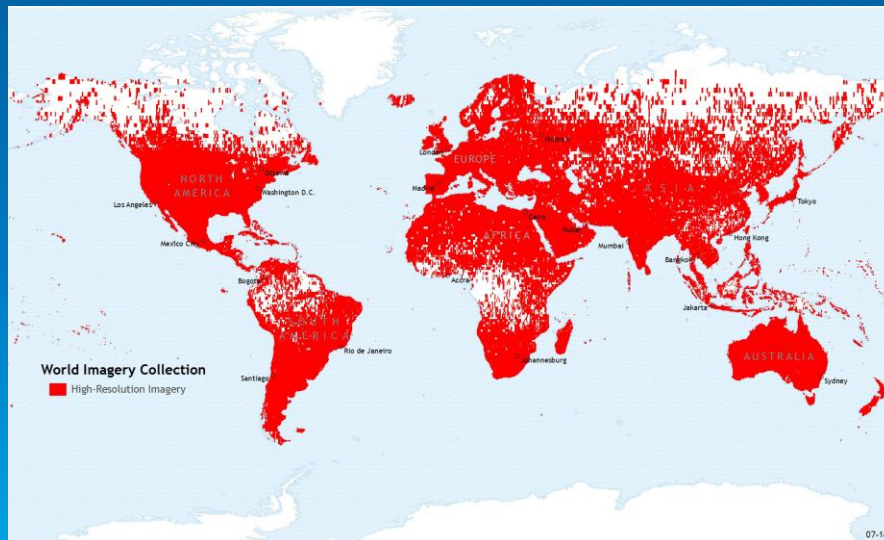 NORTH
AMERICA
Ottawa
Washington D.C.
Los Angeles
Mexico City
Bogota
SOUTH
AMERICA
Rio de Janeiro
Santiago
World Imagery Collection
High-Resolution Imagery
London
EUROPE
Moscow
Madrid
ASIA
Tokyo
Cairo
Dubai
AFRICA
Mumbai
Hong Kong
Bangkok
Accra
Jakarta
Johannesburg
AUSTRALIA
Sydney